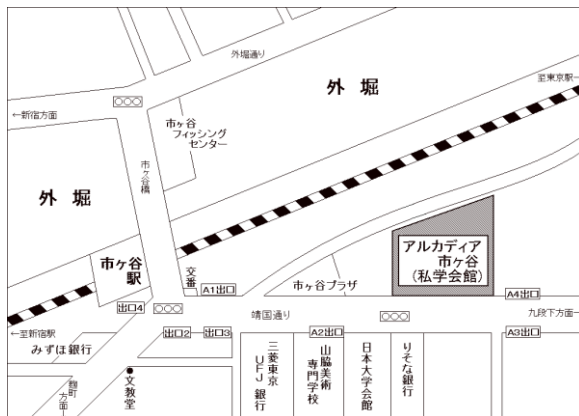 外堀通り
外 堀
至東京駅→
←新宿方面
市ヶ谷
フィッシング
センター
市ヶ谷橋
外 堀
市ヶ谷
駅
アルカディア
市ヶ谷
(私学会館)
交番
A1出口
市ヶ谷プラザ
A4出口
出口4
靖国通り
九段下方面→
←至新宿駅
出口2
出口3
A2出口
A3出口
みずほ銀行
麹町
方面
文教堂
三菱東京
UFJ銀行
山脇美術
専門学校
日本大学会館
りそな銀行